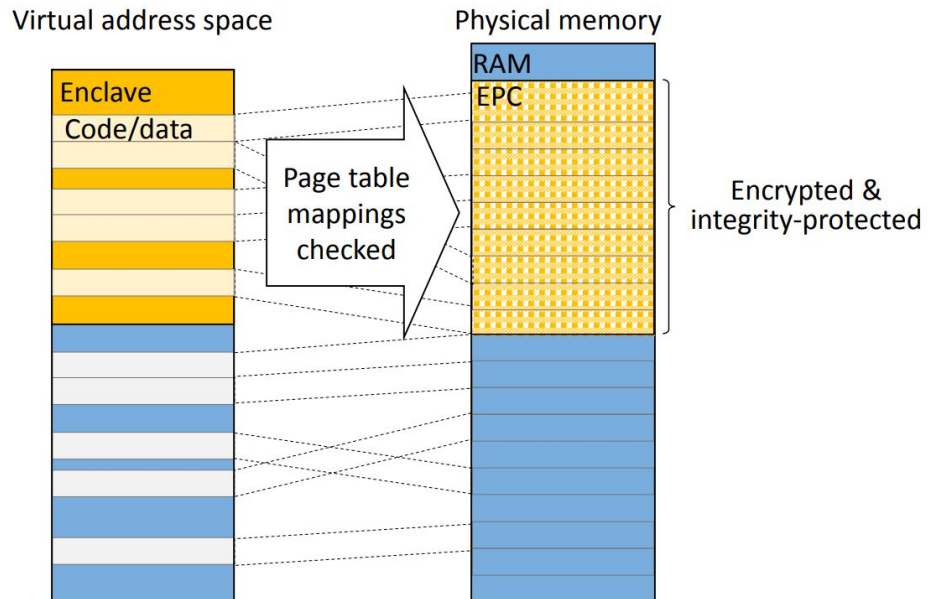 Virtual address space
Physical memory
RAM
Enclave
EPC
Code/data
Page table
mappings
checked
Encrypted &
integrity-protected